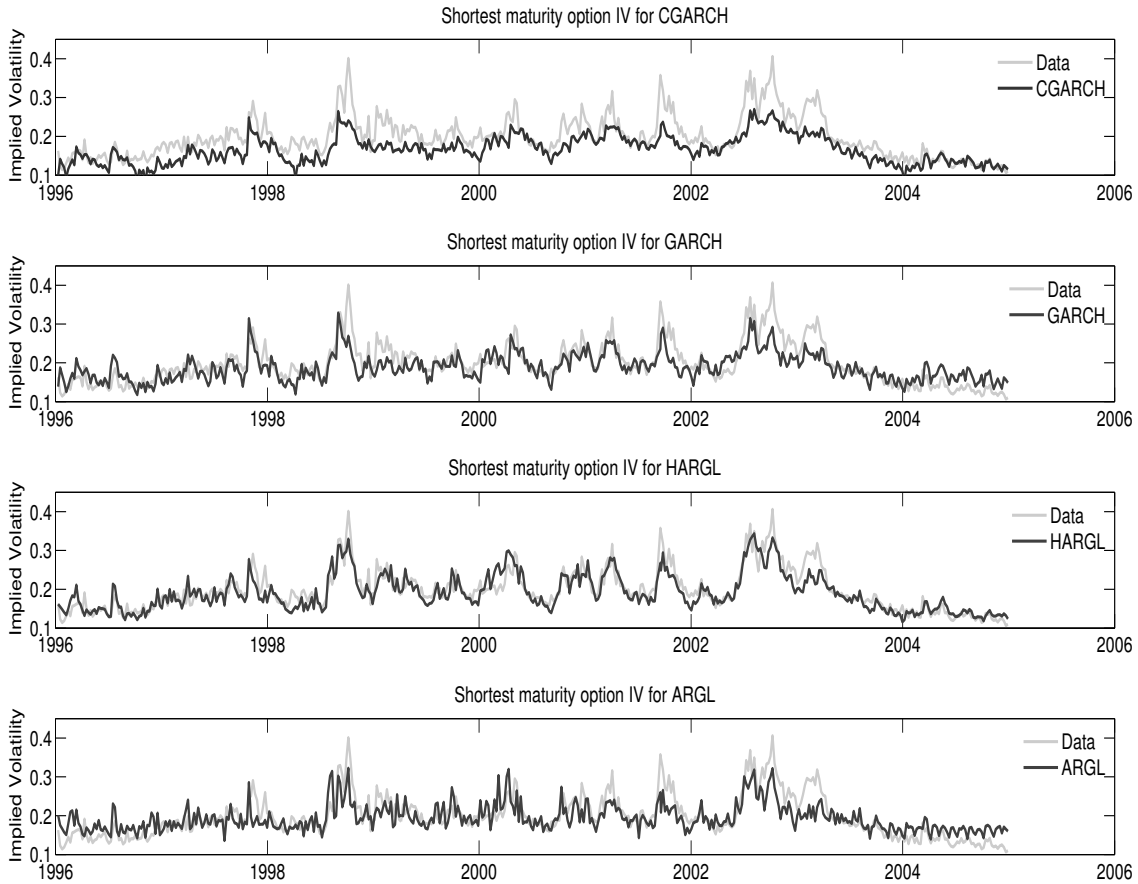 Shortest maturity option IV for CGARCH
Implied Volatility
0.4
0.3
0.2
0.1
Data
CGARCH
1996 1998 2000 2002 2004 2006
Shortest maturity option IV for GARCH
Implied Volatility
0.4
0.3
0.2
0.1
Data
GARCH
1996 1998 2000 2002 2004 2006
Shortest maturity option IV for HARGL
Implied Volatility
0.4
0.3
0.2
0.1
Data
HARGL
1996 1998 2000 2002 2004 2006
Shortest maturity option IV for ARGL
Implied Volatility
0.4
0.3
0.2
0.1
Data
ARGL
1996 1998 2000 2002 2004 2006